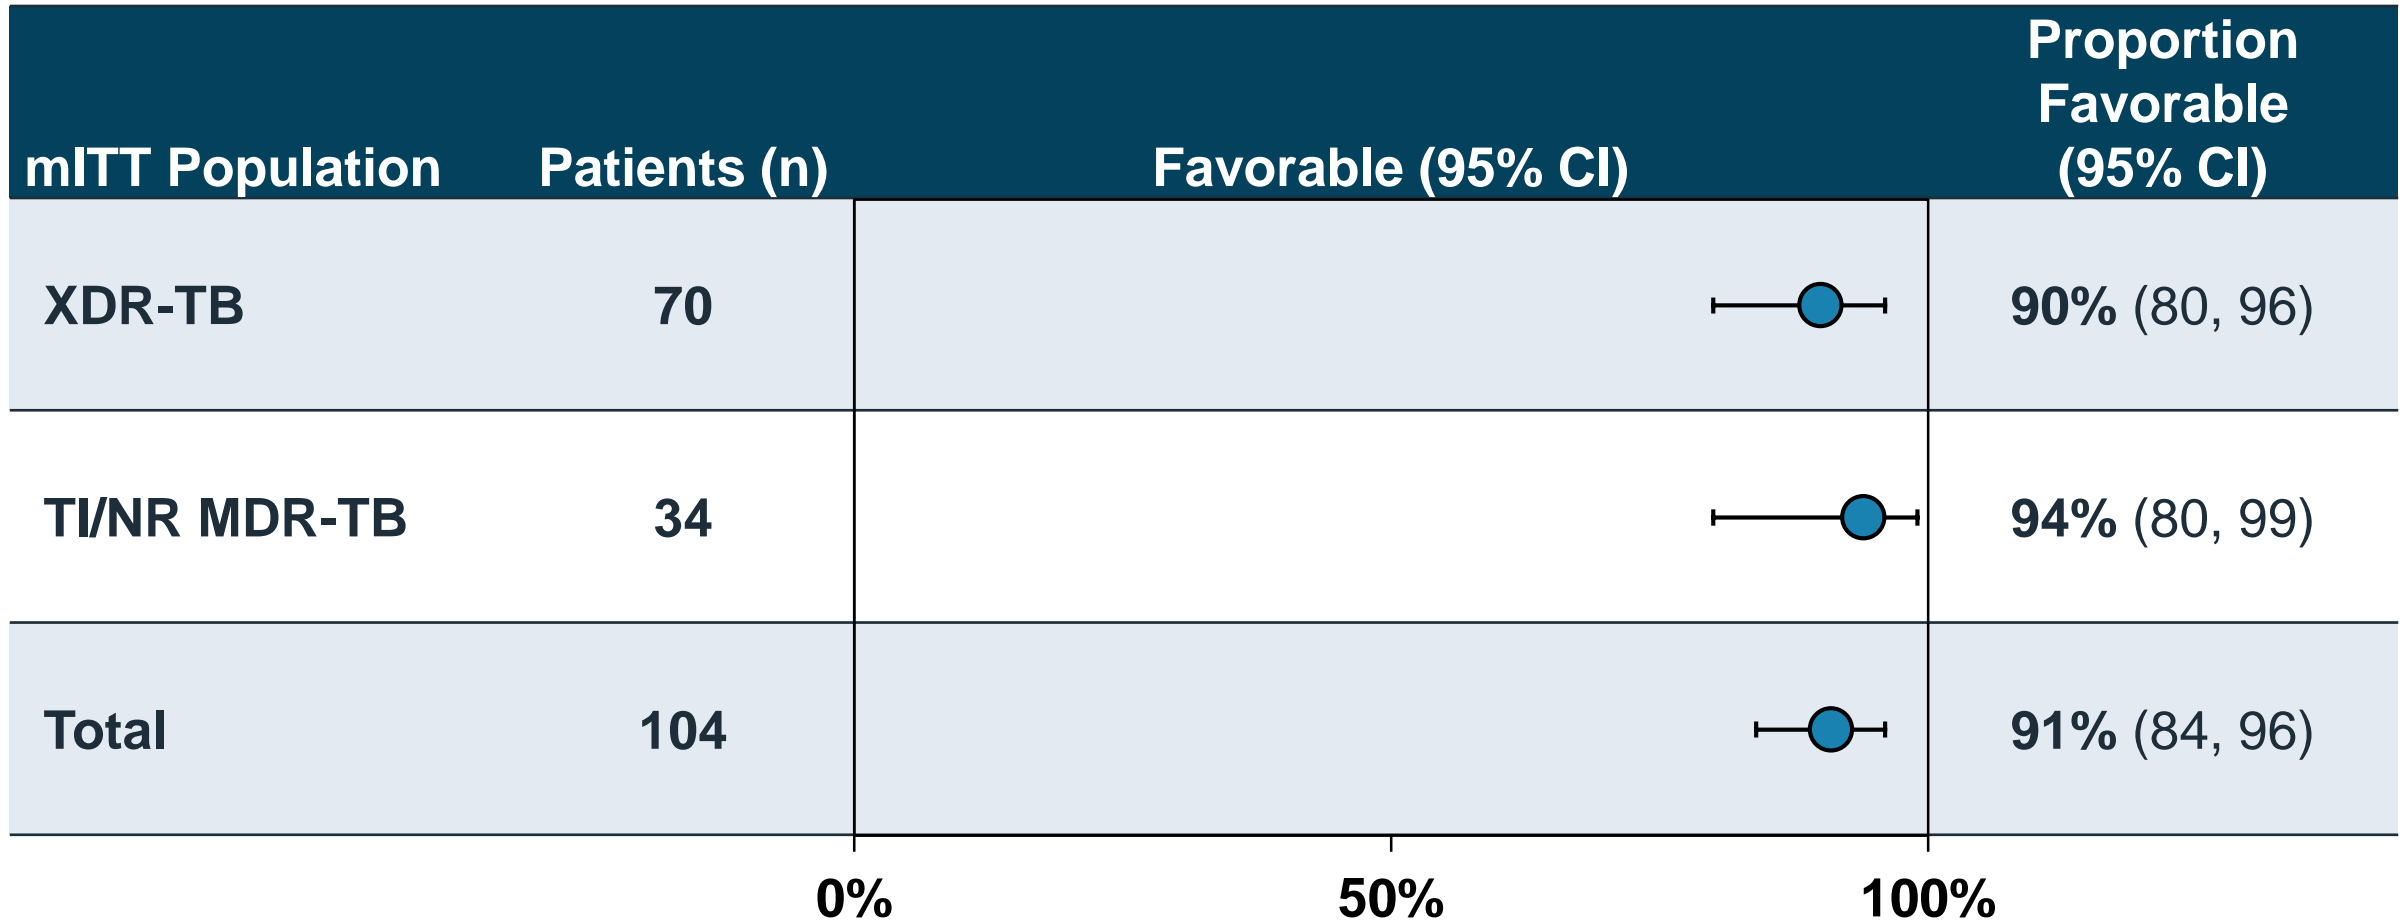 Proportion
Favorable
mITT Population Patients (n) Favorable (95% CI) (95% CI)
XDR-TB 70 90% (80, 96)
TI/NR MDR-TB 34 94% (80, 99)
Total 104 91% (84, 96)
0% 50% 100%